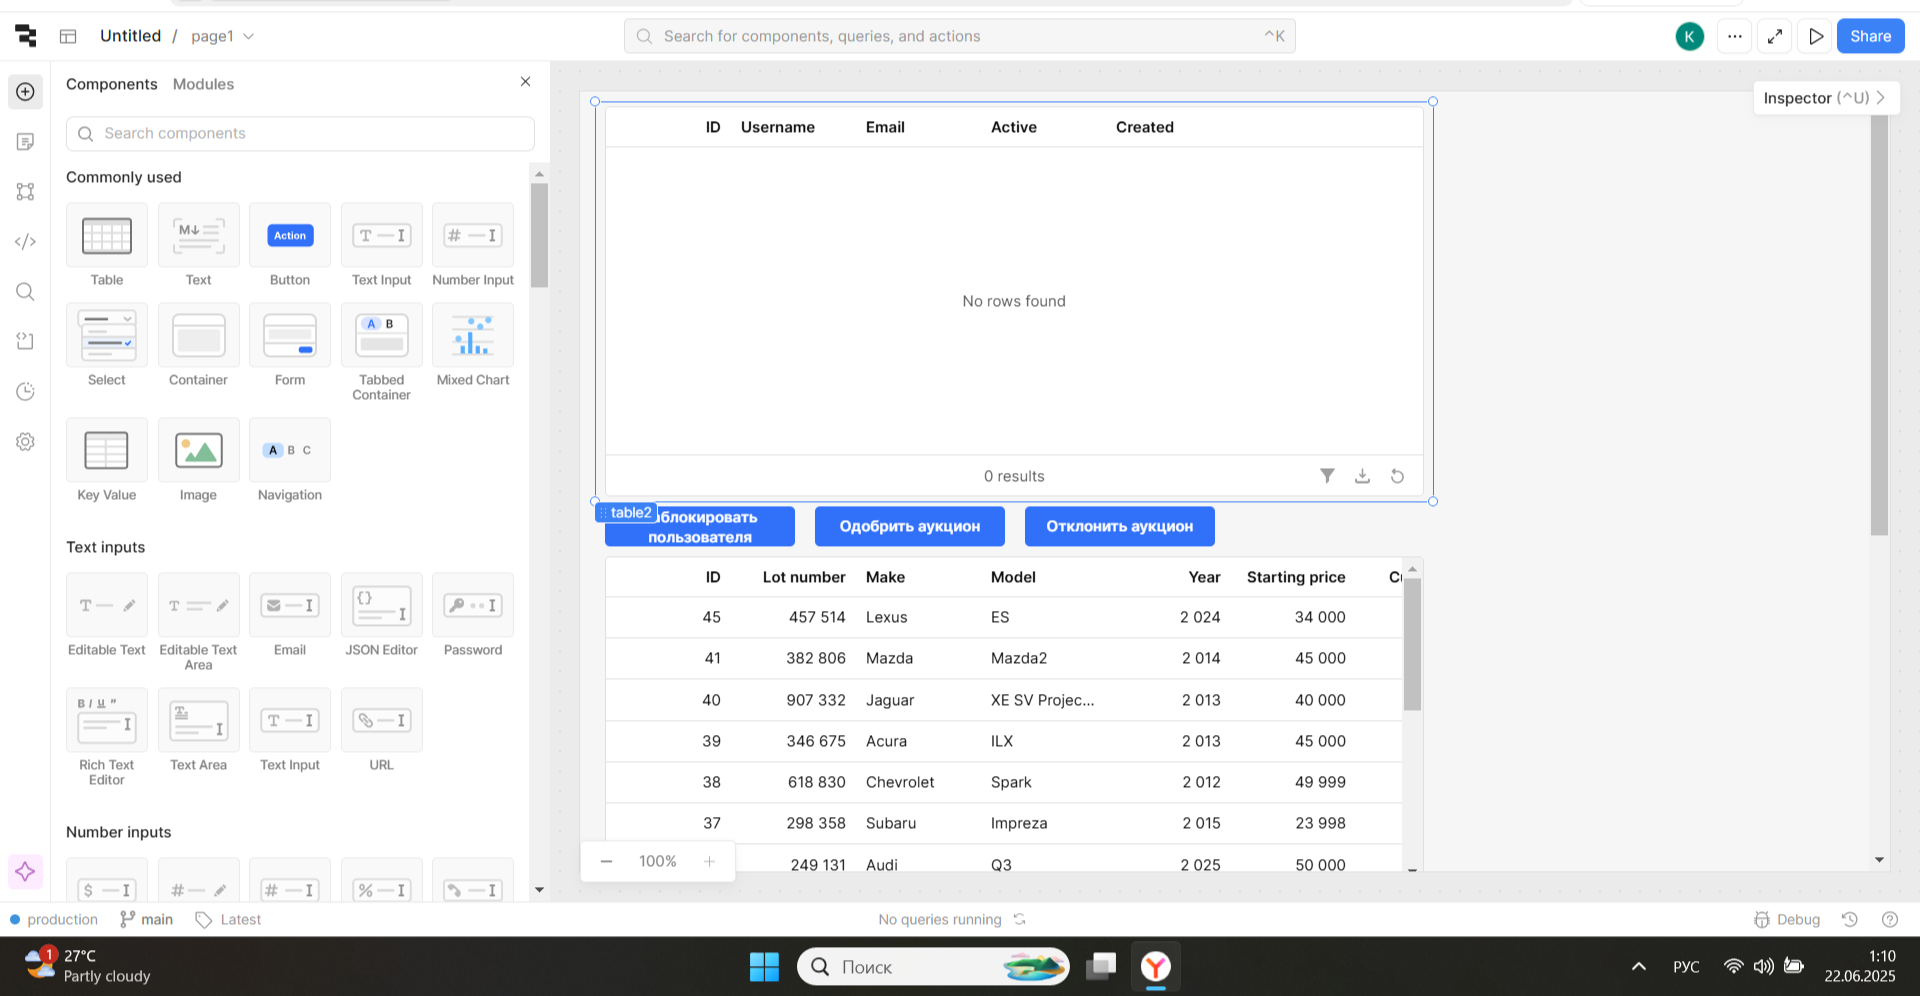 Untitled / page1
Search for components, queries, and actions
^K
K
Share
Components Modules
Search components
Commonly used
M
Action
T
I
#
I
Table
Text
Button
Text Input
Number Input
A B
Select
Container
Form
Tabbed
Container
Mixed Chart
A B C
Key Value
Image
Navigation
Text inputs
T
T
I
{}
I
I
Editable Text
Editable Text
Area
Email
JSON Editor
Password
B I U "
I
T
I
T
I
I
Rich Text
Editor
Text Area
Text Input
URL
Number inputs
$
I
#
#
I
%
I
I
Inspector (^U)
ID Username Email Active Created
No rows found
0 results
table2
аблокировать
пользователя
Одобрить аукцион
Отклонить аукцион
ID Lot number Make Model Year Starting price
45 457 514 Lexus ES 2 024 34 000
41 382 806 Mazda Mazda2 2 014 45 000
40 907 332 Jaguar XE SV Projec... 2 013 40 000
39 346 675 Acura ILX 2 013 45 000
38 618 830 Chevrolet Spark 2 012 49 999
37 298 358 Subaru Impreza 2 015 23 998
249 131 Audi Q3 2 025 50 000
100%
production
main
Latest
No queries running
Debug
1
27°C
Partly cloudy
Поиск
Y
РУС
1:10
22.06.2025